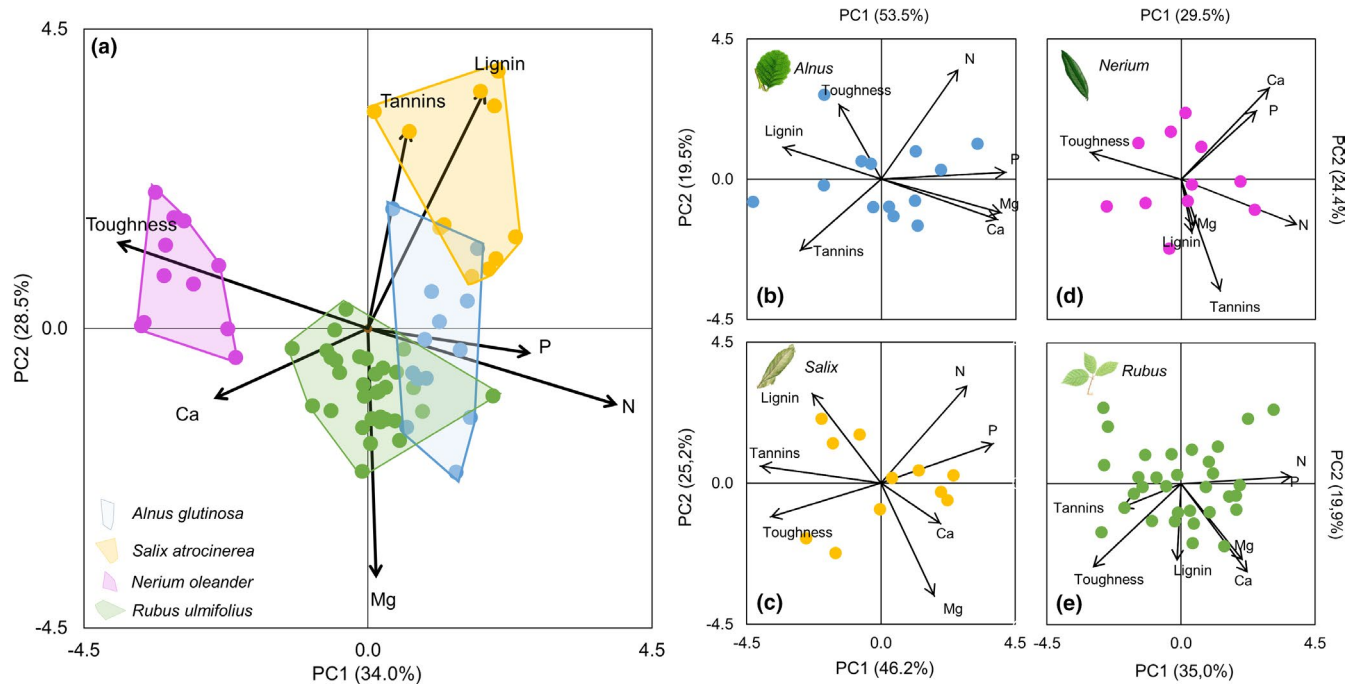 (a)
4.5
0.0
-4.5
PC2 (28.5%)
-4.5
0.0
4.5
PC1 (34.0%)
Lignin
Tannins
Toughness
P
N
Ca
Mg
Alnus glutinosa
Salix atrocinerea
Nerium oleander
Rubus ulmifolius
PC1 (53.5%)
4.5
0.0
-4.5
PC2 (19.5%)
Alnus
N
Toughness
Lignin
P
Mg
Ca
Tannins
(b)
PC1 (29.5%)
Nerium
Ca
P
Toughness
N
Mg
Lignin
Tannins
(d)
PC2 (24.4%)
4.5
0.0
-4.5
PC2 (25,2%)
Salix
N
Lignin
P
Tannins
Toughness
Ca
Mg
(c)
-4.5
0.0
4.5
PC1 (46.2%)
Rubus
N
P
Tannins
Mg
Toughness
Lignin
Ca
(e)
PC2 (19,9%)
0.0
4.5
PC1 (35,0%)